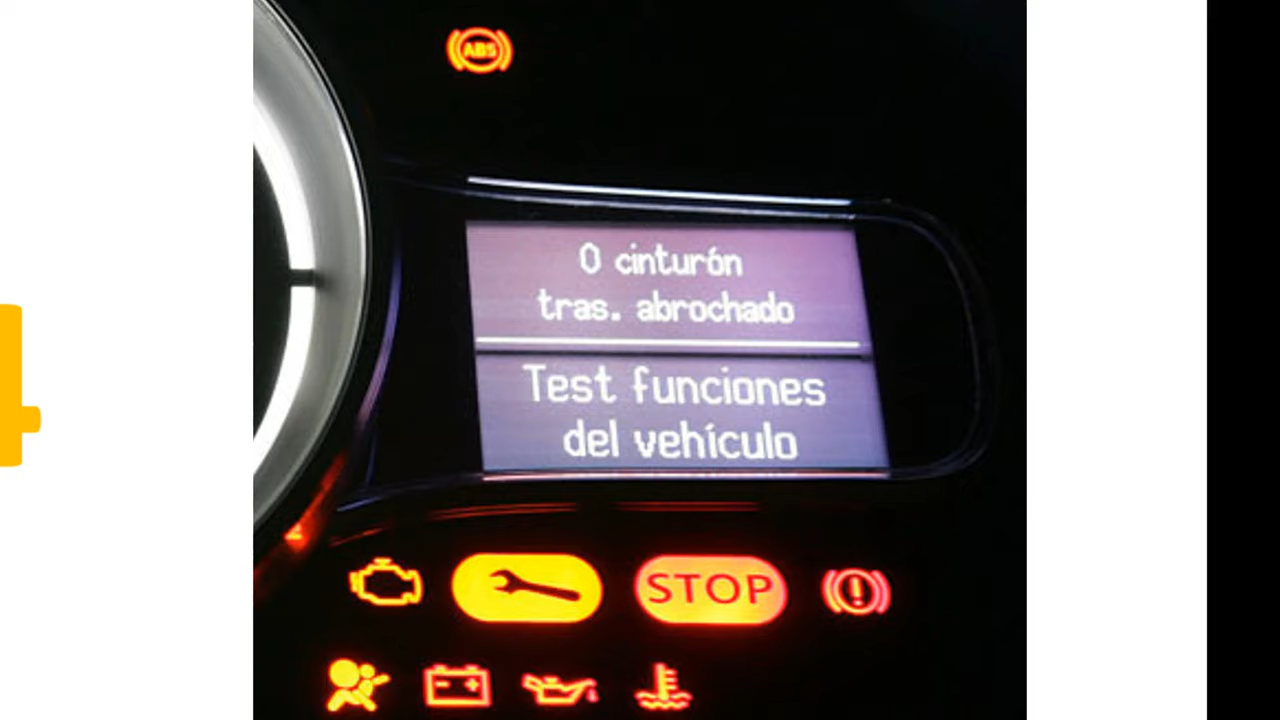 ABS
0 cinturón
tras. abrochado
Test funciones
del vehículo
STOP